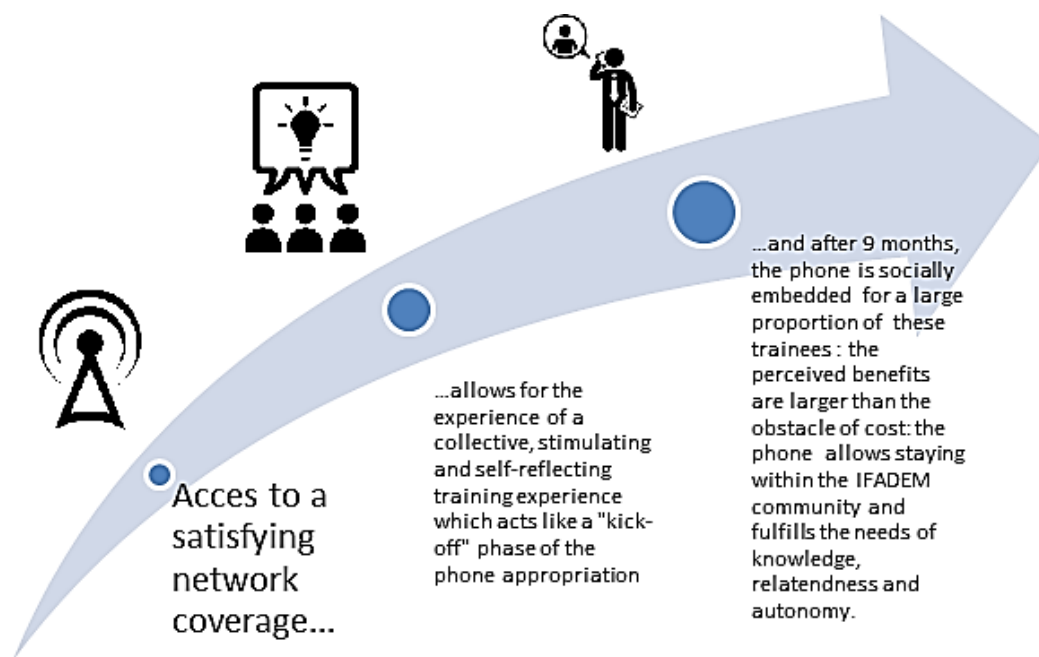 Acces to a
satisfying
network
coverage...
...allows for the
experience of a
collective, stimulating
and self-reflecting
training experience
which acts like a "kick-
off" phase of the
phone appropriation
...and after 9 months,
the phone is socially
embedded for a large
proportion of these
trainees : the
perceived benefits
are larger than the
obstacle of cost: the
phone allows staying
within the IFADEM
community and
fulfills the needs of
knowledge,
relatendness and
autonomy.